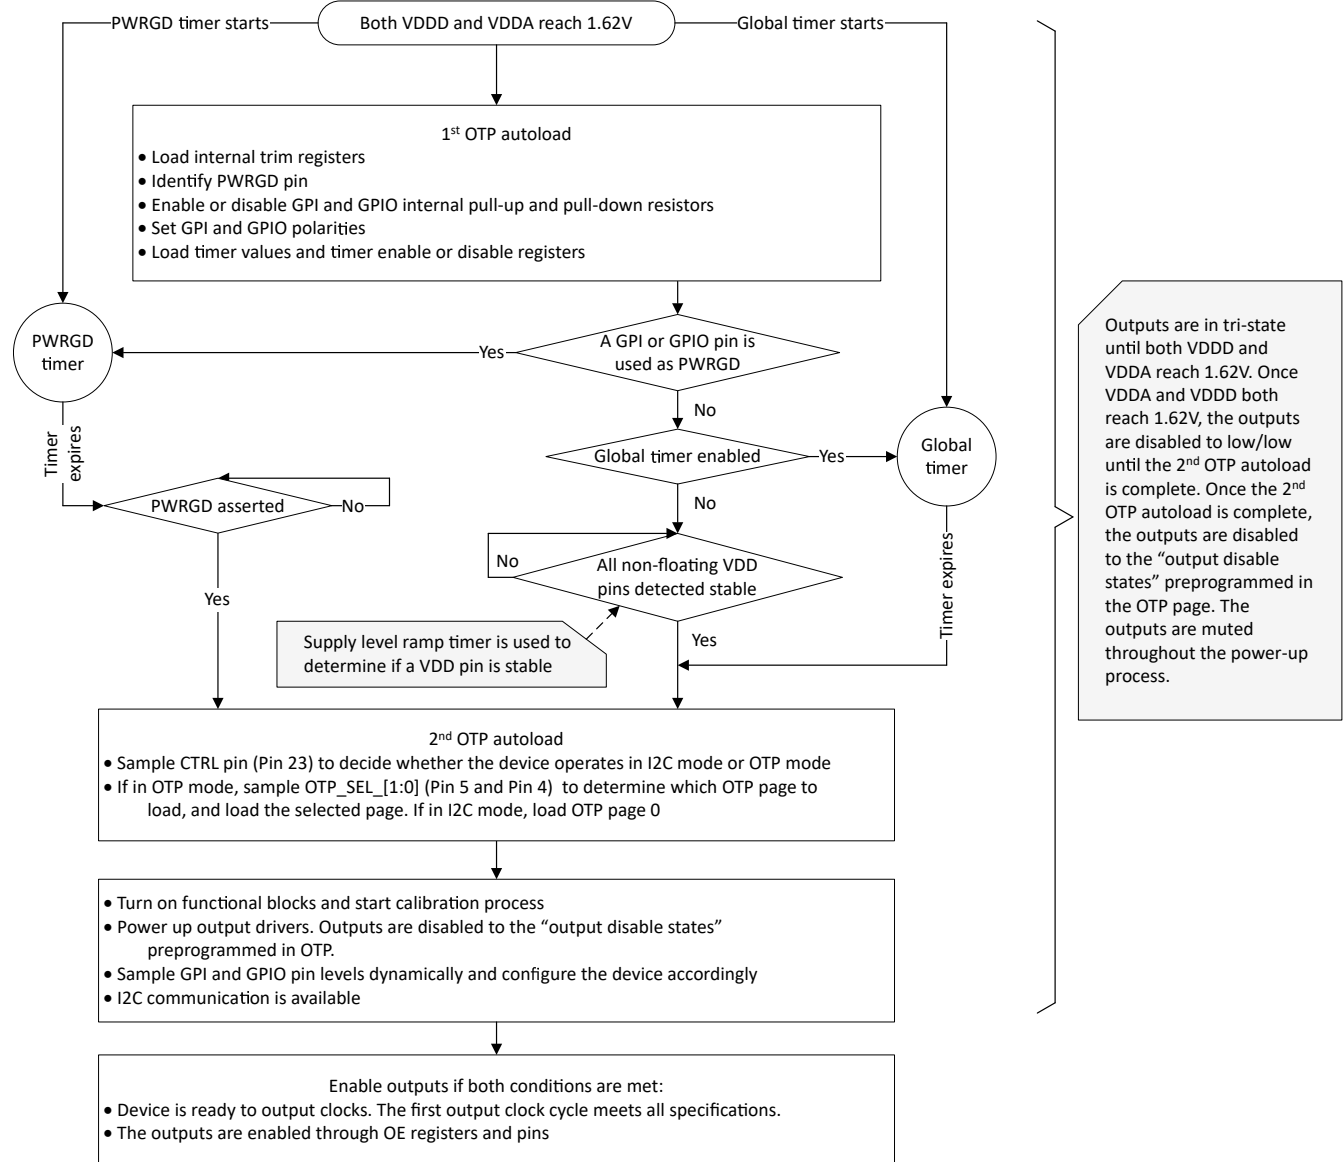 PWRGD timer starts
Both VDDD and VDDA reach 1.62V
Global timer starts
1st OTP autoload
• Load internal trim registers
• Identify PWRGD pin
• Enable or disable GPI and GPIO internal pull-up and pull-down resistors
• Set GPI and GPIO polarities
• Load timer values and timer enable or disable registers
PWRGD
timer
Yes
A GPI or GPIO pin is
used as PWRGD
No
Timer
expires
Global timer enabled
Yes
Global
timer
PWRGD asserted
No
No
No
All non-floating VDD
pins detected stable
Timer expires
Yes
Supply level ramp timer is used to
determine if a VDD pin is stable
Yes
2nd OTP autoload
• Sample CTRL pin (Pin 23) to decide whether the device operates in I2C mode or OTP mode
• If in OTP mode, sample OTP_SEL_[1:0] (Pin 5 and Pin 4) to determine which OTP page to
load, and load the selected page. If in I2C mode, load OTP page 0
• Turn on functional blocks and start calibration process
• Power up output drivers. Outputs are disabled to the “output disable states”
preprogrammed in OTP.
• Sample GPI and GPIO pin levels dynamically and configure the device accordingly
• I2C communication is available
Enable outputs if both conditions are met:
• Device is ready to output clocks. The first output clock cycle meets all specifications.
• The outputs are enabled through OE registers and pins
Outputs are in tri-state
until both VDDD and
VDDA reach 1.62V. Once
VDDA and VDDD both
reach 1.62V, the outputs
are disabled to low/low
until the 2nd OTP autoload
is complete. Once the 2nd
OTP autoload is complete,
the outputs are disabled
to the “output disable
states” preprogrammed in
the OTP page. The
outputs are muted
throughout the power-up
process.